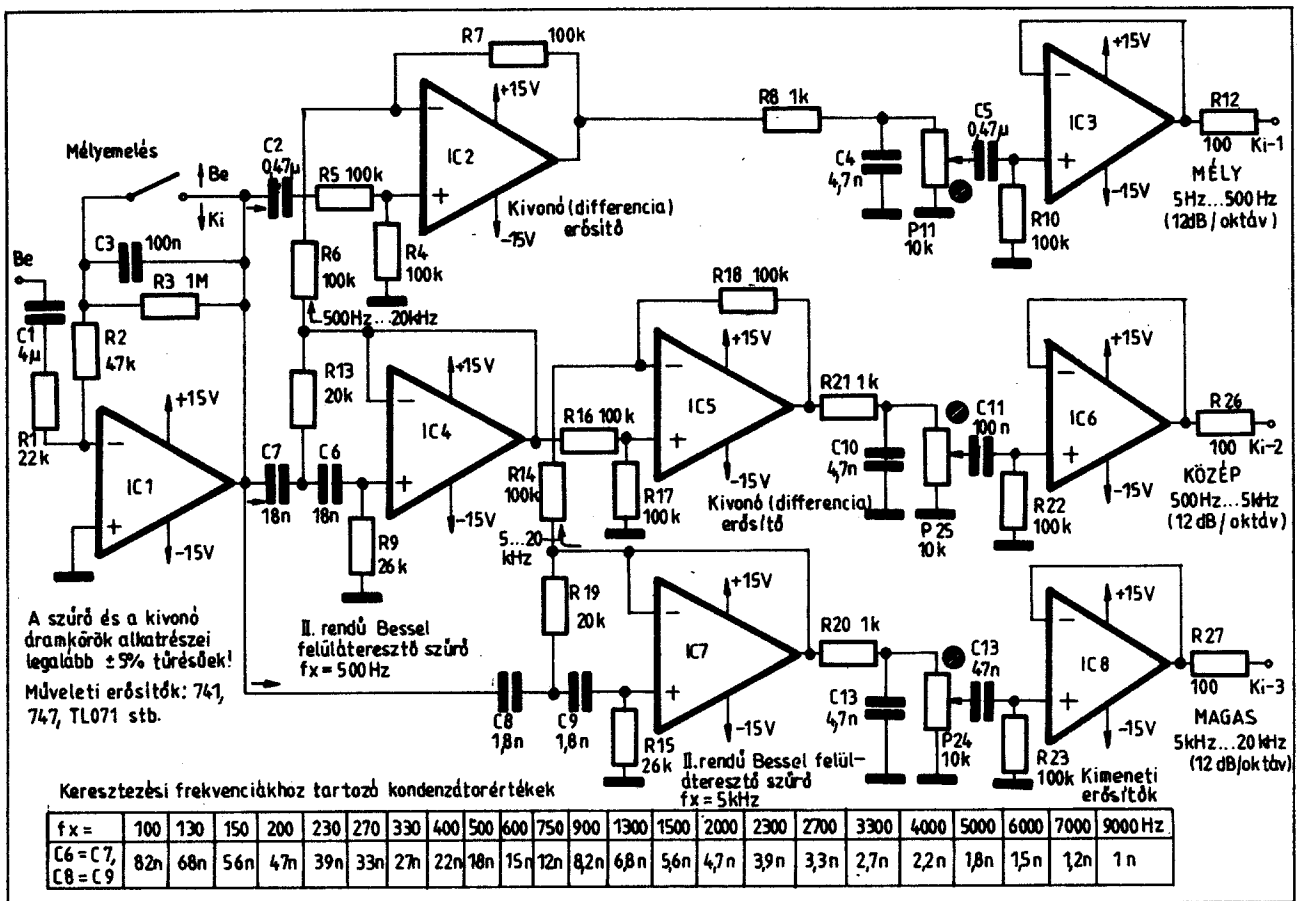 R7
100k
+15V
-
IC2
+
-15V
Kivonó (differencia)
erősítő
Mélyemelés
Be
Ki
C2
0,47µ
R5 100k
R4
100k
R6
100k
500Hz...20kHz
C3
100n
R3 1M
Be
C1
4µ
R2
47k
R1
22k
+15V
-
IC1
+
-15V
R8 1k
C4
4,7n
P11
10k
C5
0,47µ
R10
100k
+15V
-
IC3
+
-15V
R12
100
Ki-1
MÉLY
5Hz...500Hz
(12dB/oktáv)
R13
20k
C7
18n
C6
18n
R9
26k
+15V
-
IC4
+
-15V
II. rendű Bessel
felüláteresztő szűrő
fx = 500Hz
R18 100k
R16 100k
R14
100k
R17
100k
5...20
kHz
+15V
-
IC5
+
-15V
Kivonó (differencia)
erősítő
R21 1k
C10
4,7n
P25
10k
C11
100n
R22
100k
+15V
-
IC6
+
-15V
R26
100
Ki-2
KÖZÉP
500Hz...5kHz
(12dB/oktáv)
R19
20k
C8
1,8n
C9
1,8n
R15
26k
+15V
-
IC7
+
-15V
II. rendű Bessel felül-
áteresztő szűrő
fx = 5kHz
R20 1k
C13
4,7n
P24
10k
C13
47n
R23
100k
+15V
-
IC8
+
-15V
Kimeneti
erősítők
R27
100
Ki-3
MAGAS
5kHz...20kHz
(12dB/oktáv)
A szűrő és a kivonó
áramkörök alkatrészei
legalább ±5% tűrésűek!
Műveleti erősítők: 741,
747, TL071 stb.
Keresztezési frekvenciákhoz tartozó kondenzátorértékek
fx = 100 130 150 200 230 270 330 400 500 600 750 900 1300 1500 2000 2300 2700 3300 4000 5000 6000 7000 9000 Hz
C6 = C7, C8 = C9 82n 68n 56n 47n 39n 33n 27n 22n 18n 15n 12n 8,2n 6,8n 5,6n 4,7n 3,9n 3,3n 2,7n 2,2n 1,8n 1,5n 1,2n 1n